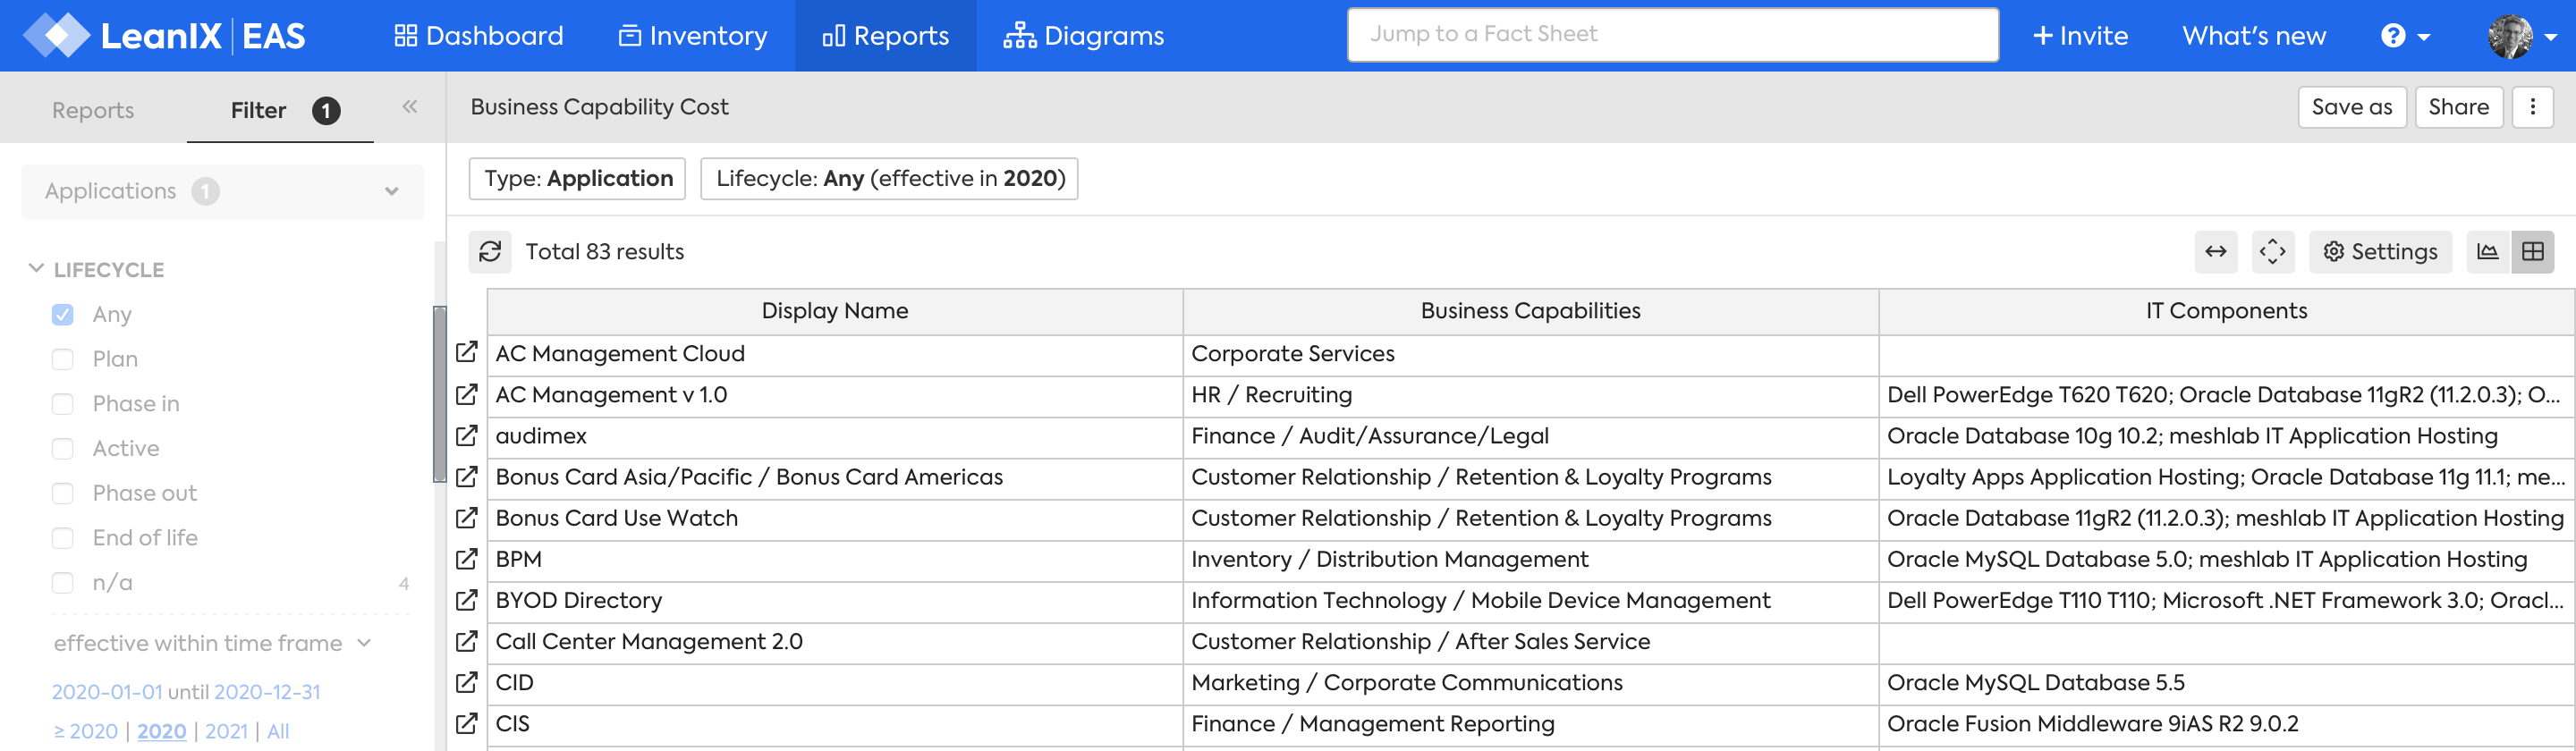 LeanIX | EAS Dashboard Inventory Reports Diagrams Jump to a Fact Sheet + Invite What's new ?
Reports Filter 1 «
Business Capability Cost Save as Share
Applications 1
Type: Application Lifecycle: Any (effective in 2020)
Total 83 results Settings
LIFECYCLE
Any
Plan
Phase in
Active
Phase out
End of life
n/a 4
effective within time frame
2020-01-01 until 2020-12-31
≥ 2020 | 2020 | 2021 | All
Display Name Business Capabilities IT Components
AC Management Cloud Corporate Services
AC Management v 1.0 HR / Recruiting Dell PowerEdge T620 T620; Oracle Database 11gR2 (11.2.0.3); O...
audimex Finance / Audit/Assurance/Legal Oracle Database 10g 10.2; meshlab IT Application Hosting
Bonus Card Asia/Pacific / Bonus Card Americas Customer Relationship / Retention & Loyalty Programs Loyalty Apps Application Hosting; Oracle Database 11g 11.1; me...
Bonus Card Use Watch Customer Relationship / Retention & Loyalty Programs Oracle Database 11gR2 (11.2.0.3); meshlab IT Application Hosting
BPM Inventory / Distribution Management Oracle MySQL Database 5.0; meshlab IT Application Hosting
BYOD Directory Information Technology / Mobile Device Management Dell PowerEdge T110 T110; Microsoft .NET Framework 3.0; Oracl...
Call Center Management 2.0 Customer Relationship / After Sales Service
CID Marketing / Corporate Communications Oracle MySQL Database 5.5
CIS Finance / Management Reporting Oracle Fusion Middleware 9iAS R2 9.0.2